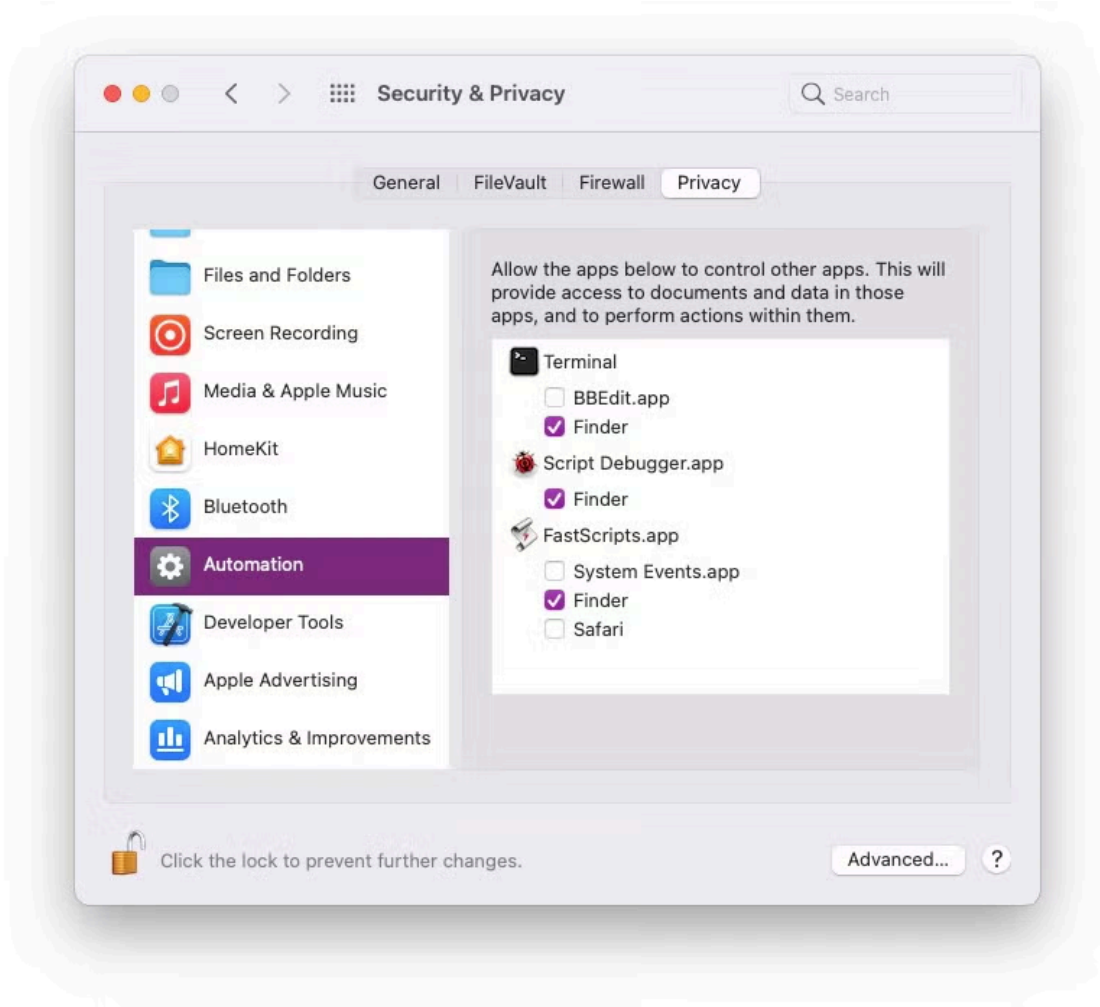 Security & Privacy
Search
General
FileVault
Firewall
Privacy
Files and Folders
Screen Recording
Media & Apple Music
HomeKit
Bluetooth
Automation
Developer Tools
Apple Advertising
Analytics & Improvements
Allow the apps below to control other apps. This will
provide access to documents and data in those
apps, and to perform actions within them.
Terminal
BBEdit.app
Finder
Script Debugger.app
Finder
FastScripts.app
System Events.app
Finder
Safari
Click the lock to prevent further changes.
Advanced...
?